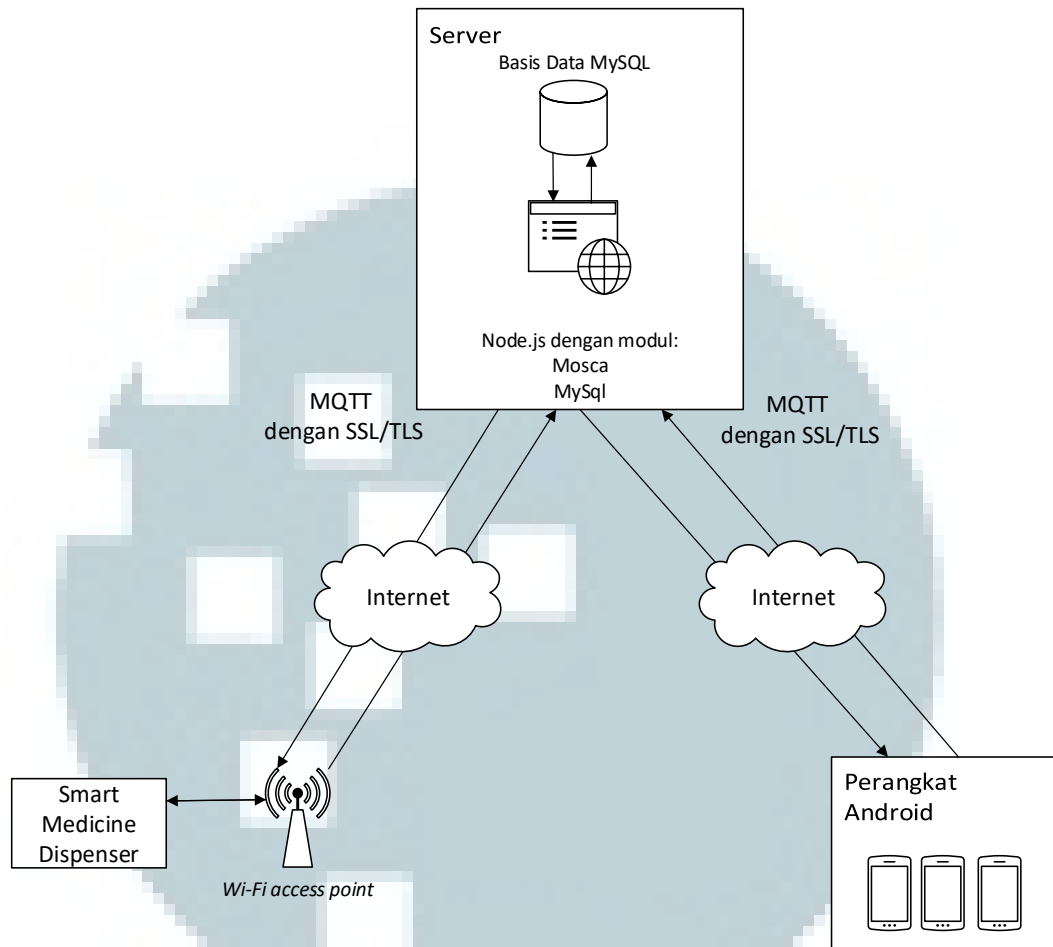 Server
Basis Data MySQL
Node.js dengan modul:
Mosca
MySql
MQTT
dengan SSL/TLS
MQTT
dengan SSL/TLS
Internet
Internet
Smart
Medicine
Dispenser
Wi-Fi access point
Perangkat
Android